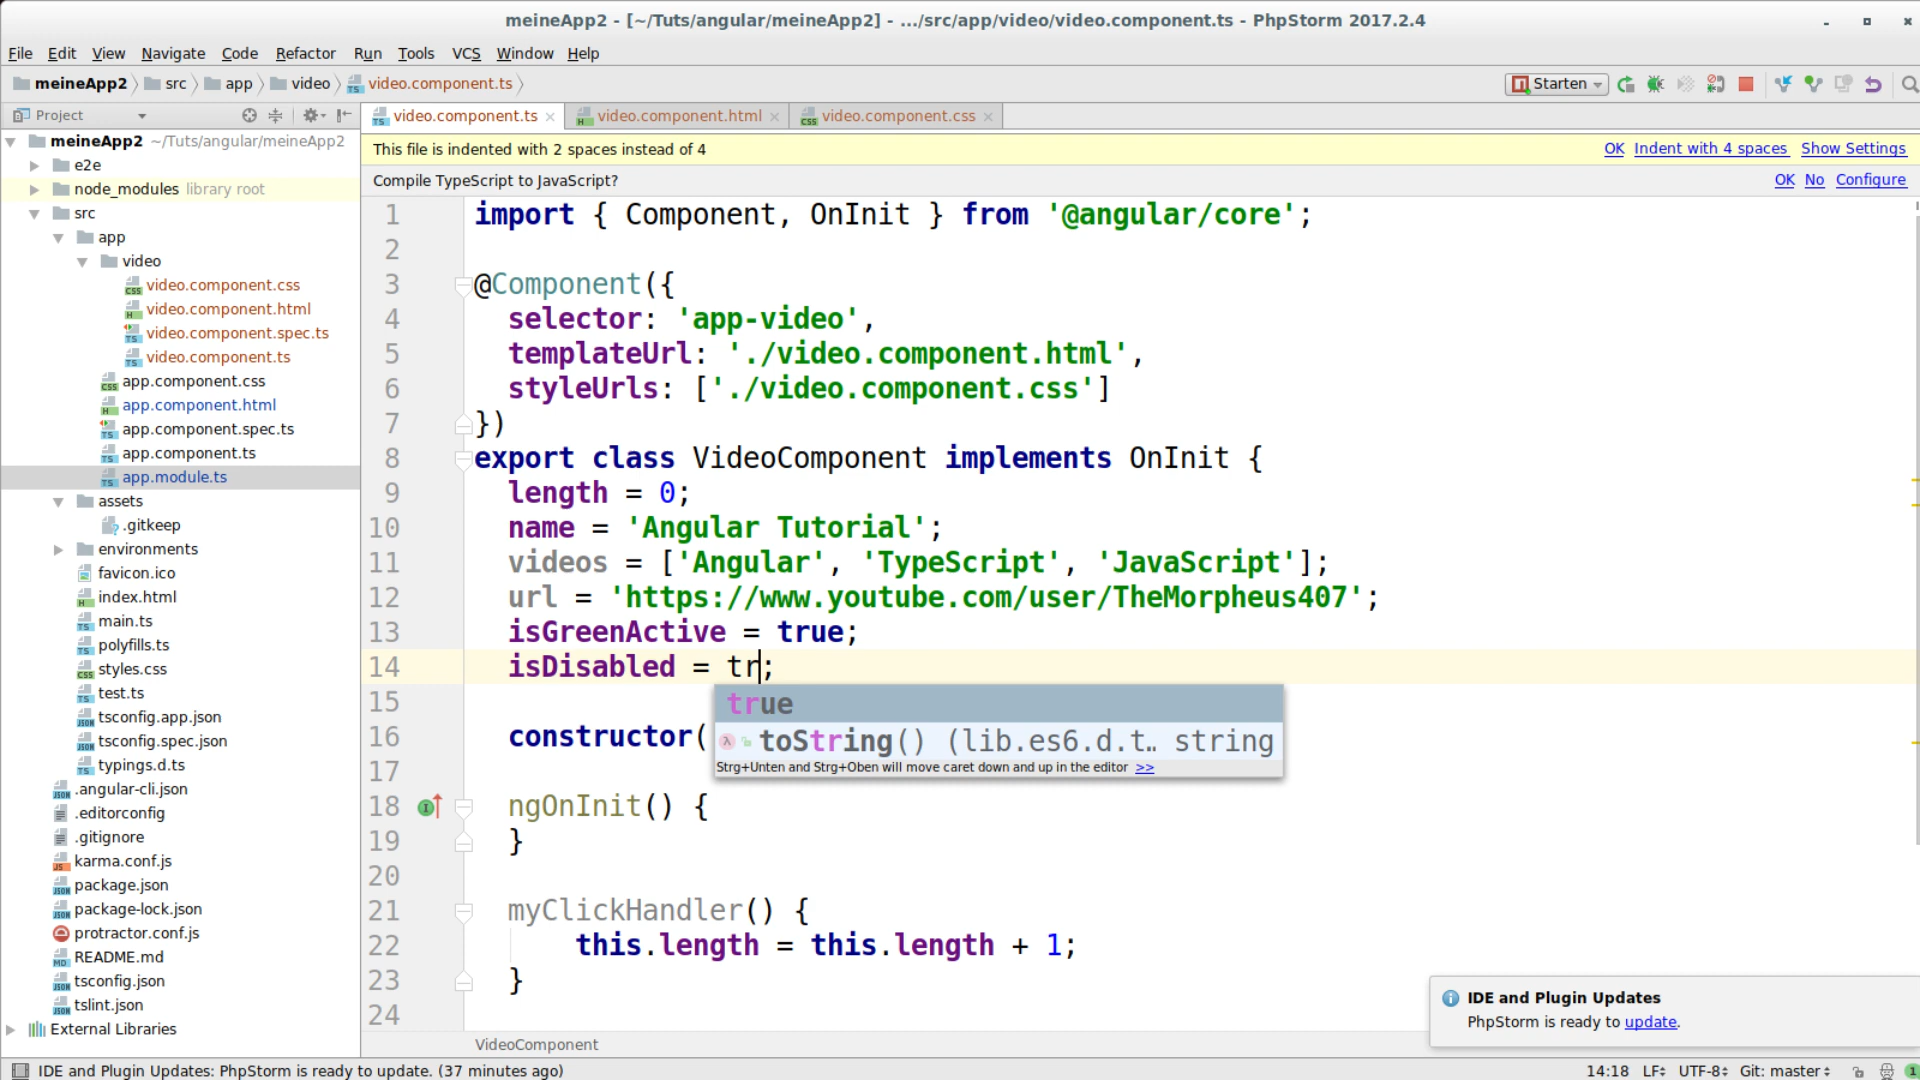 meineApp2 - [~/Tuts/angular/meineApp2] - .../src/app/video/video.component.ts - PhpStorm 2017.2.4
File Edit View Navigate Code Refactor Run Tools VCS Window Help
meineApp2 src app video video.component.ts Starten
Project
video.component.ts video.component.html video.component.css
This file is indented with 2 spaces instead of 4 OK Indent with 4 spaces Show Settings
Compile TypeScript to JavaScript? OK No Configure
meineApp2 ~/Tuts/angular/meineApp2
e2e
node_modules library root
src
app
video
video.component.css
video.component.html
video.component.spec.ts
video.component.ts
app.component.css
app.component.html
app.component.spec.ts
app.component.ts
app.module.ts
assets
.gitkeep
environments
favicon.ico
index.html
main.ts
polyfills.ts
styles.css
test.ts
tsconfig.app.json
tsconfig.spec.json
typings.d.ts
.angular-cli.json
.editorconfig
.gitignore
karma.conf.js
package.json
package-lock.json
protractor.conf.js
README.md
tsconfig.json
tslint.json
External Libraries
1 import { Component, OnInit } from '@angular/core';
2
3 @Component({
4 selector: 'app-video',
5 templateUrl: './video.component.html',
6 styleUrls: ['./video.component.css']
7 })
8 export class VideoComponent implements OnInit {
9 length = 0;
10 name = 'Angular Tutorial';
11 videos = ['Angular', 'TypeScript', 'JavaScript'];
12 url = 'https://www.youtube.com/user/TheMorpheus407';
13 isGreenActive = true;
14 isDisabled = tr;
15
true
16 constructor(
toString() (lib.es6.d.t… string
Strg+Unten and Strg+Oben will move caret down and up in the editor >>
17
18 ngOnInit() {
19 }
20
21 myClickHandler() {
22 this.length = this.length + 1;
23 }
24
VideoComponent
IDE and Plugin Updates
PhpStorm is ready to update.
IDE and Plugin Updates: PhpStorm is ready to update. (37 minutes ago) 14:18 LF UTF-8 Git: master 1